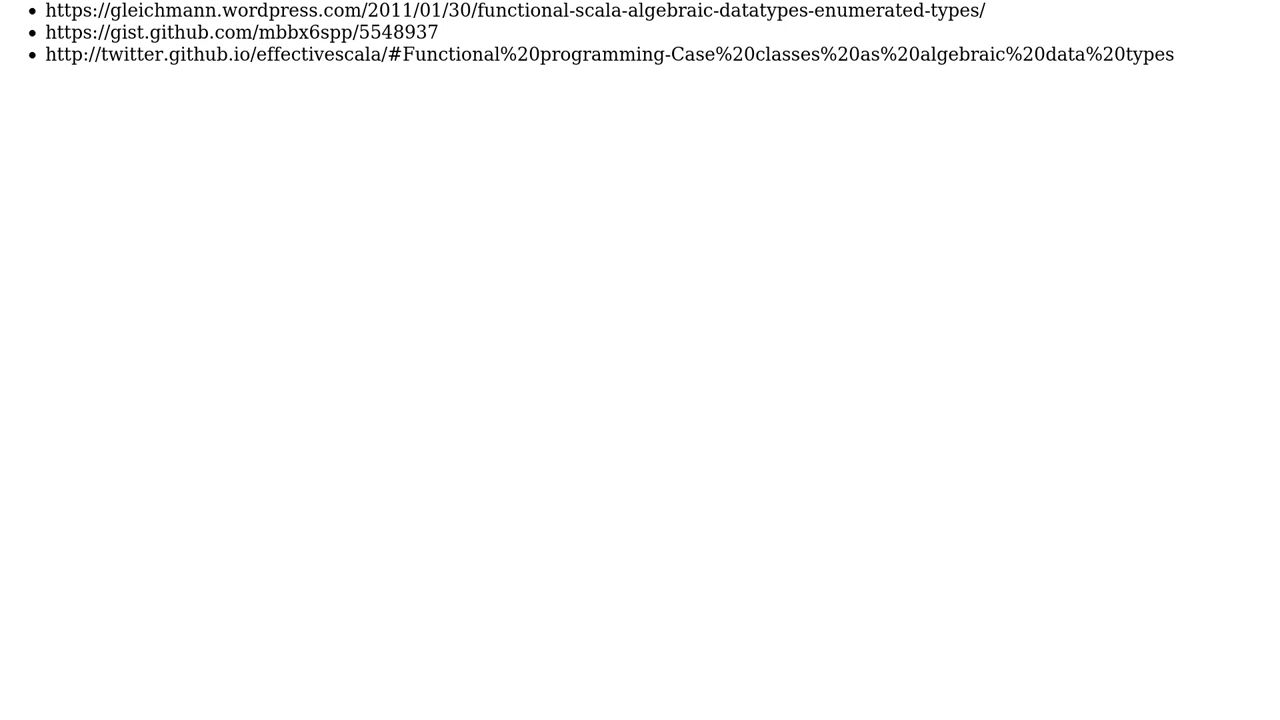 • https://gleichmann.wordpress.com/2011/01/30/functional-scala-algebraic-datatypes-enumerated-types/
• https://gist.github.com/mbbx6spp/5548937
• http://twitter.github.io/effectivescala/#Functional%20programming-Case%20classes%20as%20algebraic%20data%20types